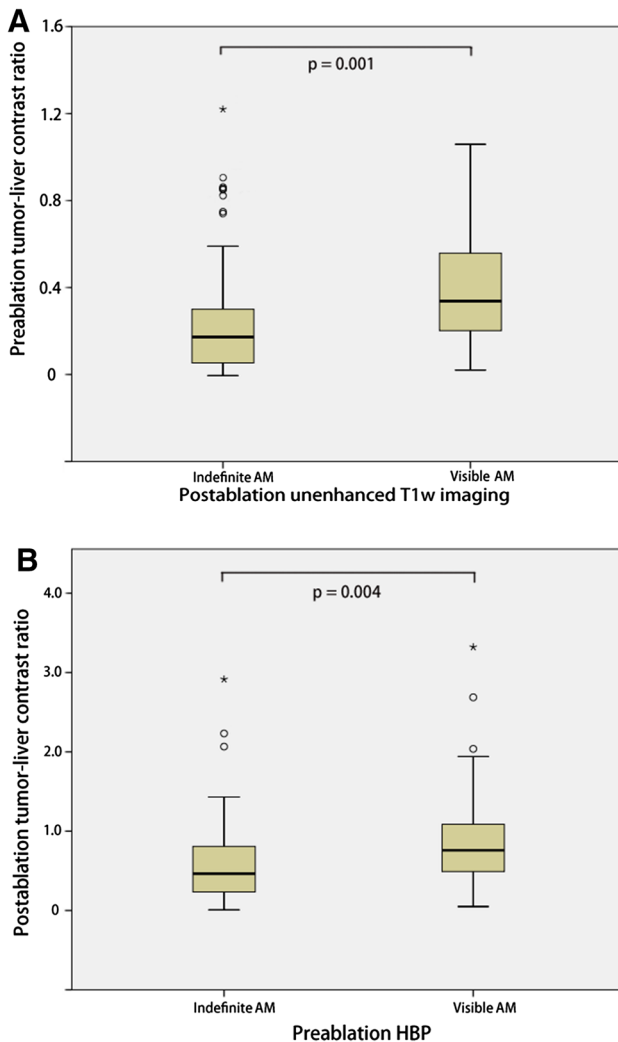 A
Preablation tumor-liver contrast ratio
1.6
1.2
0.8
0.4
0
p = 0.001
*
Indefinite AM
Visible AM
Postablation unenhanced T1w imaging
B
Postablation tumor-liver contrast ratio
4.0
3.0
2.0
1.0
0
p = 0.004
*
*
Indefinite AM
Visible AM
Preablation HBP